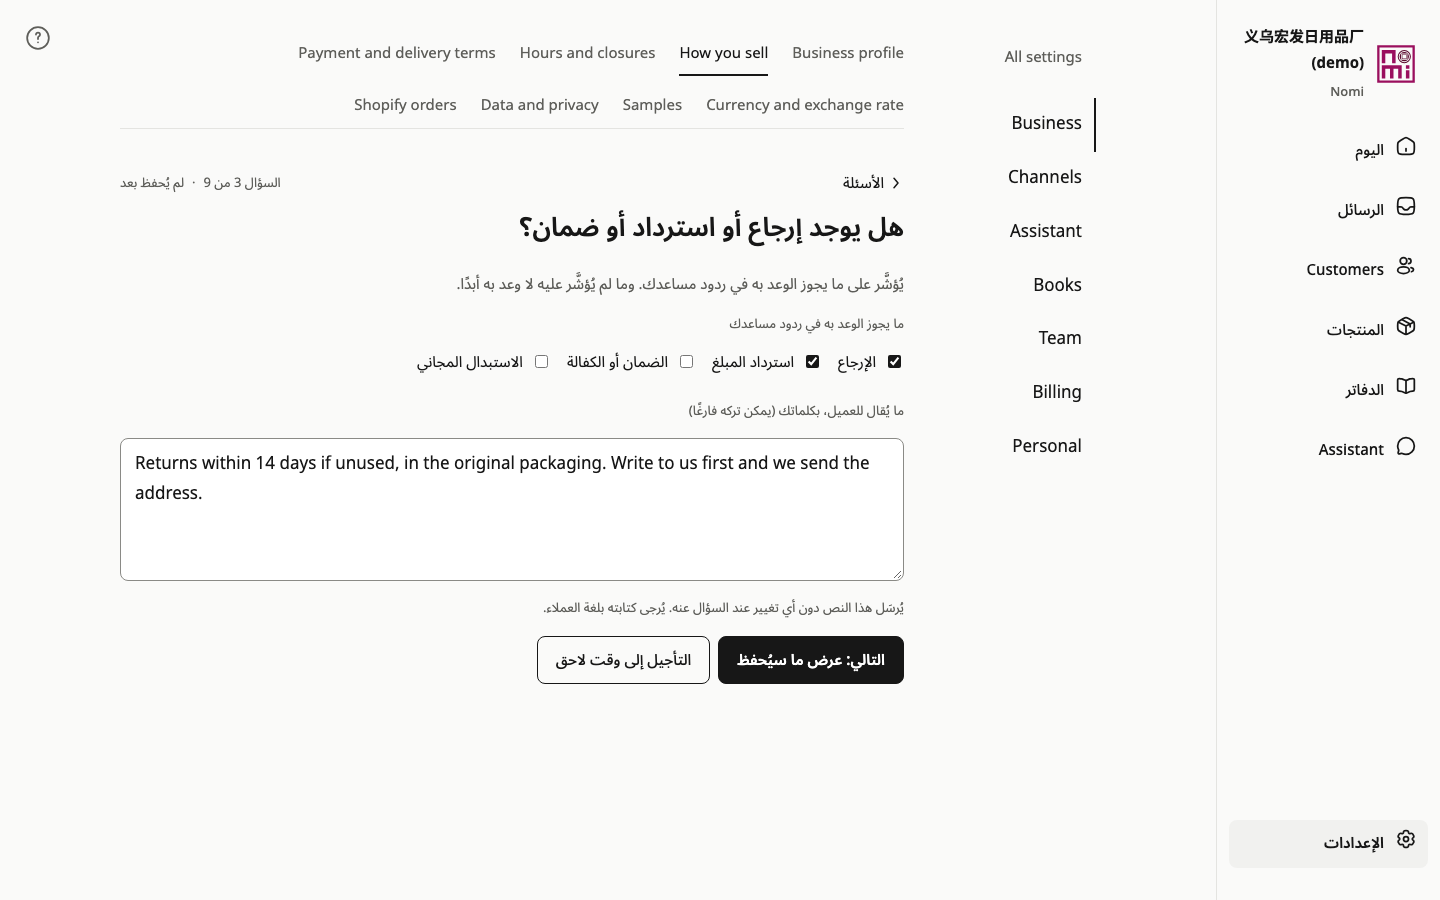 义乌宏发日用品厂
(demo)
Nomi
اليوم
الرسائل
Customers
المنتجات
الدفاتر
Assistant
الإعدادات
All settings
Business
Channels
Assistant
Books
Team
Billing
Personal
Business profile
How you sell
Hours and closures
Payment and delivery terms
Currency and exchange rate
Samples
Data and privacy
Shopify orders
الأسئلة
السؤال 3 من 9 · لم يُحفظ بعد
هل يوجد إرجاع أو استرداد أو ضمان؟
يُؤشَّر على ما يجوز الوعد به في ردود مساعدك. وما لم يُؤشَّر عليه لا وعد به أبدًا.
ما يجوز الوعد به في ردود مساعدك
الإرجاع
استرداد المبلغ
الضمان أو الكفالة
الاستبدال المجاني
ما يُقال للعميل، بكلماتك (يمكن تركه فارغًا)
Returns within 14 days if unused, in the original packaging. Write to us first and we send the
address.
يُرسَل هذا النص دون أي تغيير عند السؤال عنه. يُرجى كتابته بلغة العملاء.
التالي: عرض ما سيُحفظ
التأجيل إلى وقت لاحق